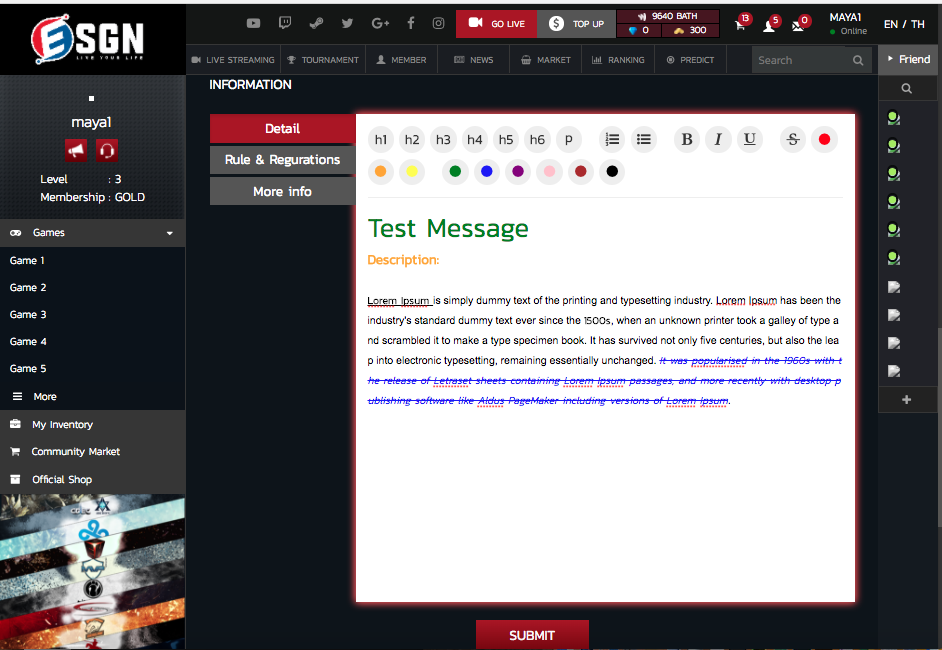 ESGN
LIVE YOUR LIFE
GO LIVE
$ TOP UP
9640 BATH
0
300
13
5
0
MAYA1
Online
EN / TH
LIVE STREAMING
TOURNAMENT
MEMBER
NEWS
MARKET
RANKING
PREDICT
Search
Friend
maya1
Level : 3
Membership : GOLD
Games
Game 1
Game 2
Game 3
Game 4
Game 5
More
My Inventory
Community Market
Official Shop
INFORMATION
Detail
Rule & Regurations
More info
h1 h2 h3 h4 h5 h6 p B I U S
Test Message
Description:
Lorem Ipsum is simply dummy text of the printing and typesetting industry. Lorem Ipsum has been the
industry's standard dummy text ever since the 1500s, when an unknown printer took a galley of type a
nd scrambled it to make a type specimen book. It has survived not only five centuries, but also the lea
p into electronic typesetting, remaining essentially unchanged. It was popularised in the 1960s with t
he release of Letraset sheets containing Lorem Ipsum passages, and more recently with desktop p
ublishing software like Aldus PageMaker including versions of Lorem Ipsum.
SUBMIT